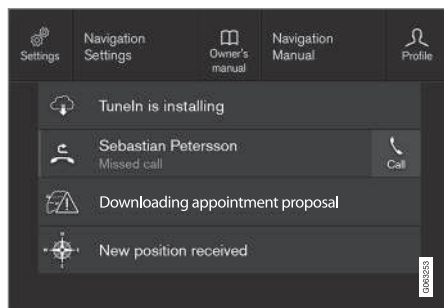 Settings
Navigation
Settings
Owner's
manual
Navigation
Manual
Profile
TuneIn is installing
Sebastian Petersson
Missed call
Call
Downloading appointment proposal
New position received
G063253